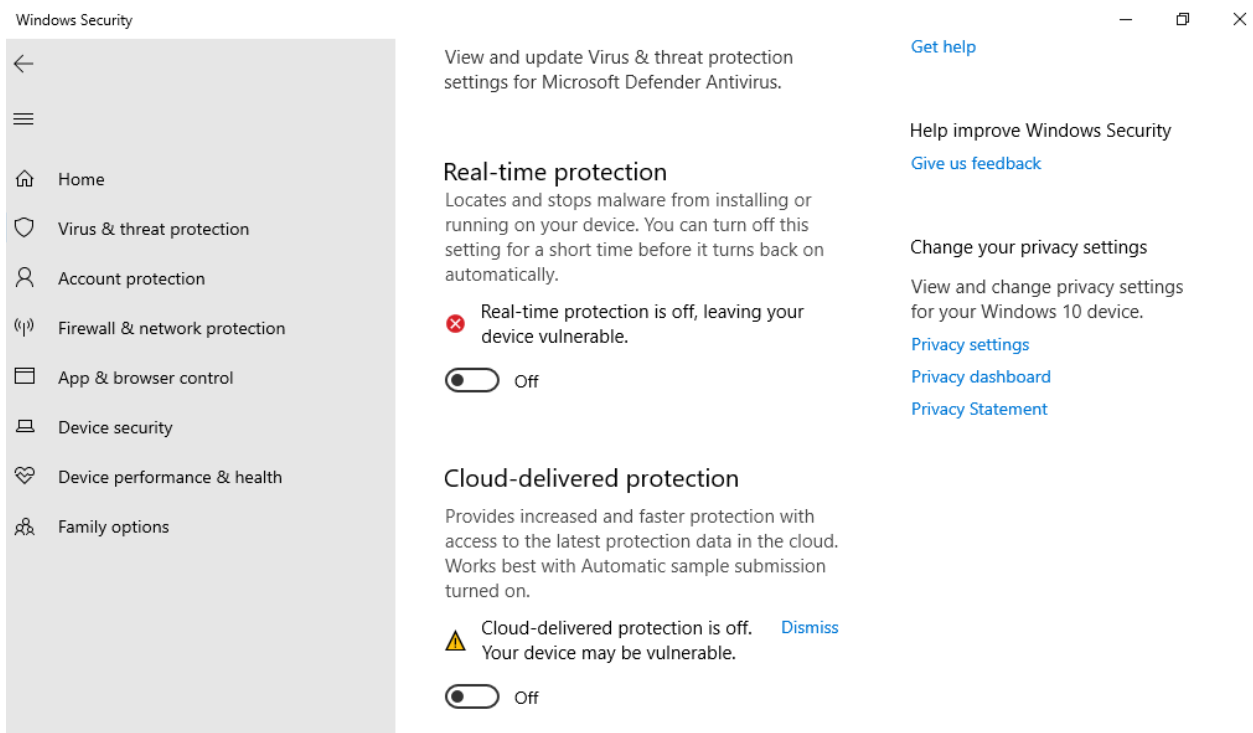 Windows Security
Home
Virus & threat protection
Account protection
Firewall & network protection
App & browser control
Device security
Device performance & health
Family options
View and update Virus & threat protection
settings for Microsoft Defender Antivirus.
Real-time protection
Locates and stops malware from installing or
running on your device. You can turn off this
setting for a short time before it turns back on
automatically.
Real-time protection is off, leaving your
device vulnerable.
Off
Cloud-delivered protection
Provides increased and faster protection with
access to the latest protection data in the cloud.
Works best with Automatic sample submission
turned on.
Cloud-delivered protection is off. Dismiss
Your device may be vulnerable.
Off
Get help
Help improve Windows Security
Give us feedback
Change your privacy settings
View and change privacy settings
for your Windows 10 device.
Privacy settings
Privacy dashboard
Privacy Statement